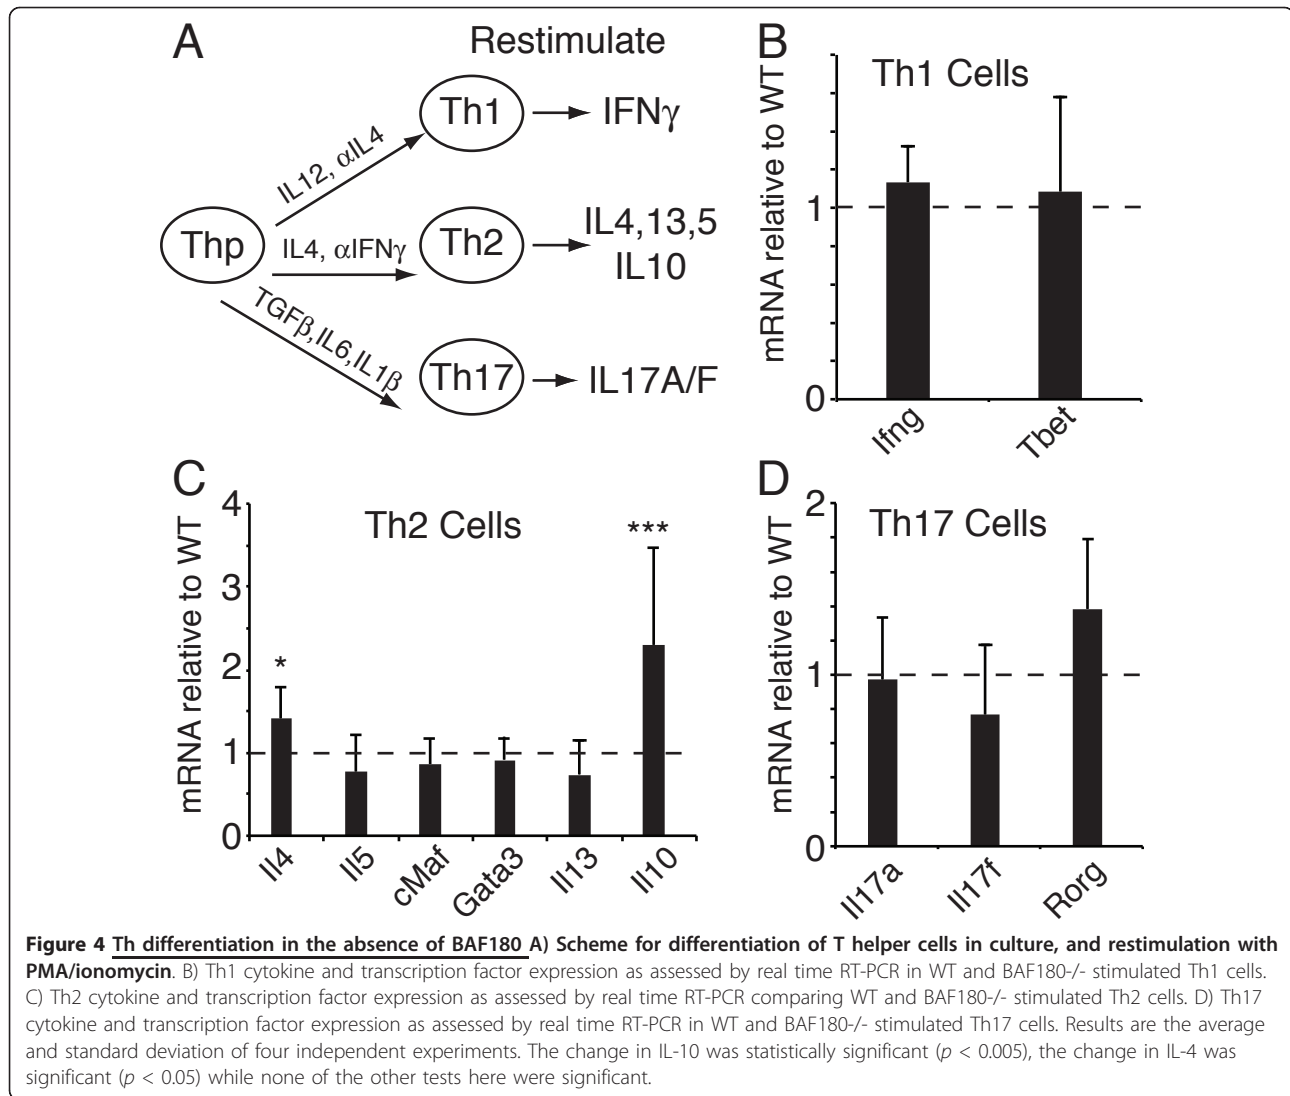 A
Restimulate
Th1
IFNγ
IL12, αIL4
Thp
IL4, αIFNγ
Th2
IL4,13,5
IL10
TGFβ,IL6,IL1β
Th17
IL17A/F
B
Th1 Cells
mRNA relative to WT
1
0
Ifng
Tbet
C
Th2 Cells
mRNA relative to WT
4
3
2
1
0
*
***
Il4
Il5
cMaf
Gata3
Il13
Il10
D
Th17 Cells
mRNA relative to WT
2
1
0
Il17a
Il17f
Rorg
Figure 4 Th differentiation in the absence of BAF180 A) Scheme for differentiation of T helper cells in culture, and restimulation with
PMA/ionomycin. B) Th1 cytokine and transcription factor expression as assessed by real time RT-PCR in WT and BAF180-/- stimulated Th1 cells.
C) Th2 cytokine and transcription factor expression as assessed by real time RT-PCR comparing WT and BAF180-/- stimulated Th2 cells. D) Th17
cytokine and transcription factor expression as assessed by real time RT-PCR in WT and BAF180-/- stimulated Th17 cells. Results are the average
and standard deviation of four independent experiments. The change in IL-10 was statistically significant (p < 0.005), the change in IL-4 was
significant (p < 0.05) while none of the other tests here were significant.